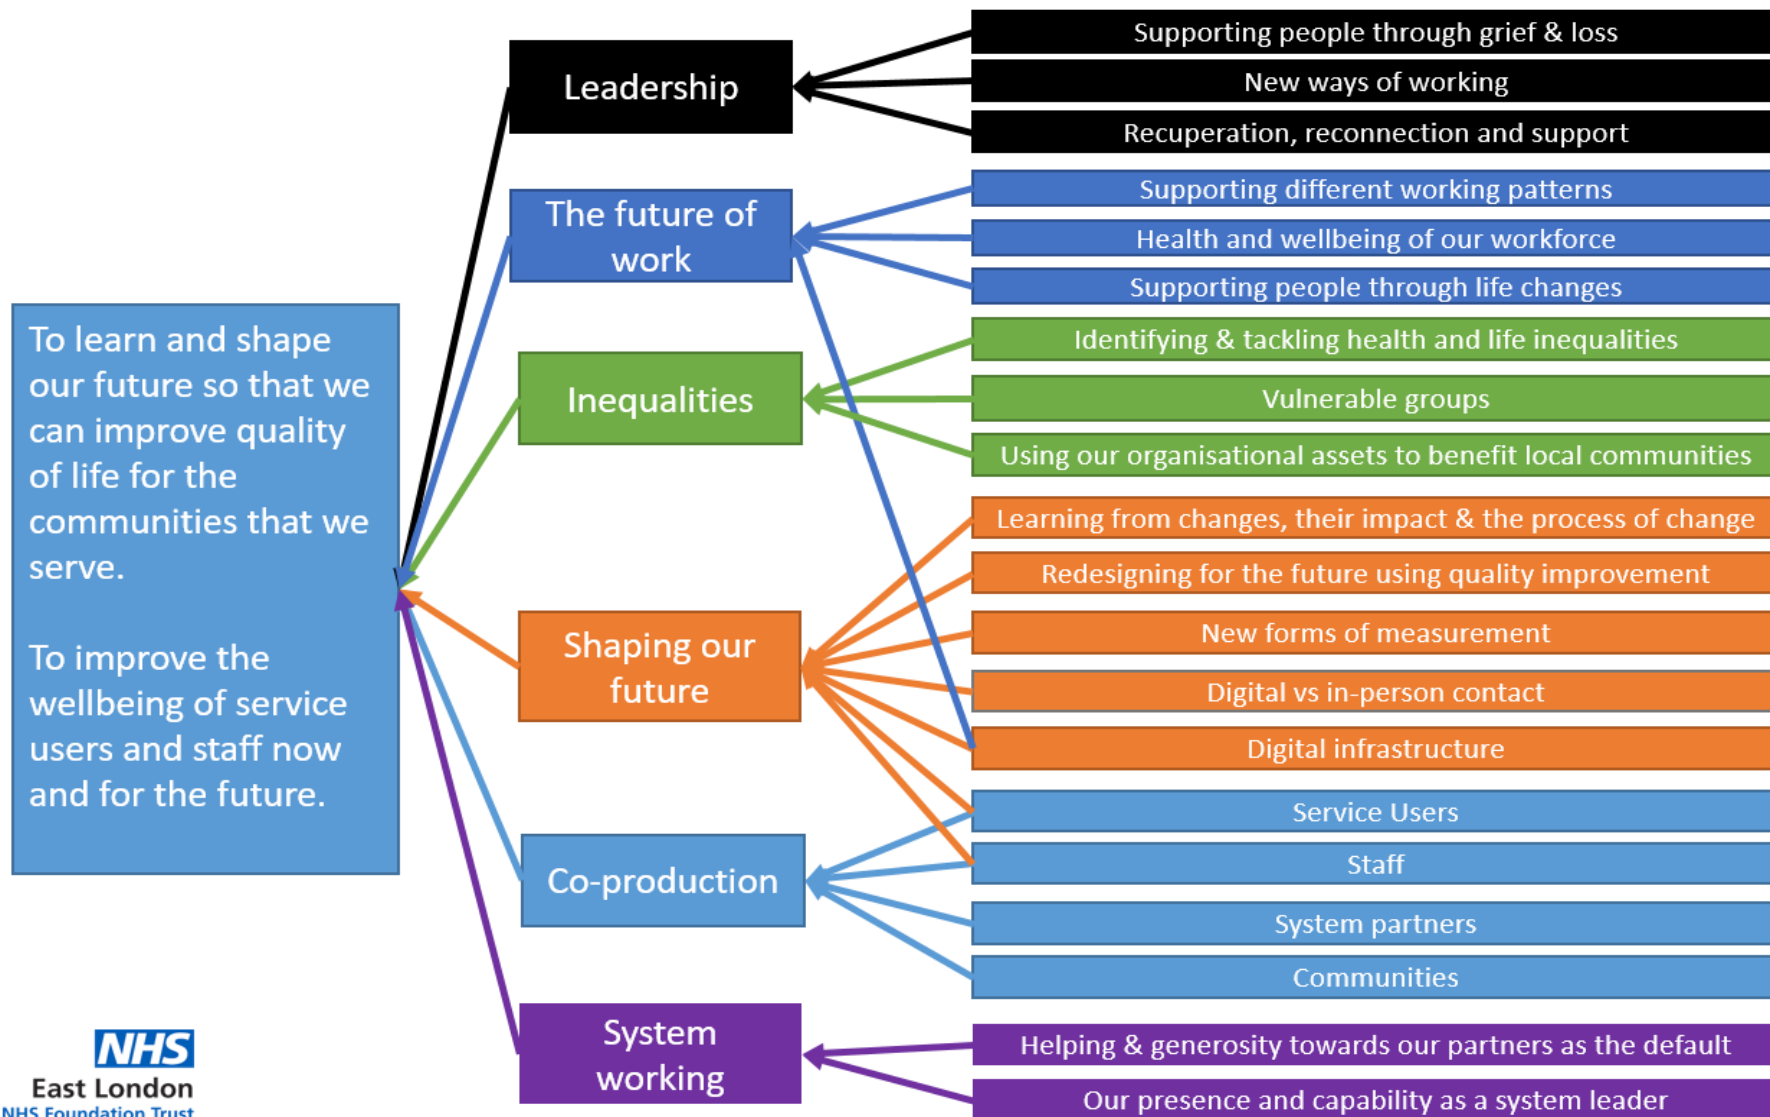 To learn and shape
our future so that we
can improve quality
of life for the
communities that we
serve.
To improve the
wellbeing of service
users and staff now
and for the future.
Leadership
The future of
work
Inequalities
Shaping our
future
Co-production
System
working
Supporting people through grief & loss
New ways of working
Recuperation, reconnection and support
Supporting different working patterns
Health and wellbeing of our workforce
Supporting people through life changes
Identifying & tackling health and life inequalities
Vulnerable groups
Using our organisational assets to benefit local communities
Learning from changes, their impact & the process of change
Redesigning for the future using quality improvement
New forms of measurement
Digital vs in-person contact
Digital infrastructure
Service Users
Staff
System partners
Communities
Helping & generosity towards our partners as the default
Our presence and capability as a system leader
NHS
East London
NHS Foundation Trust